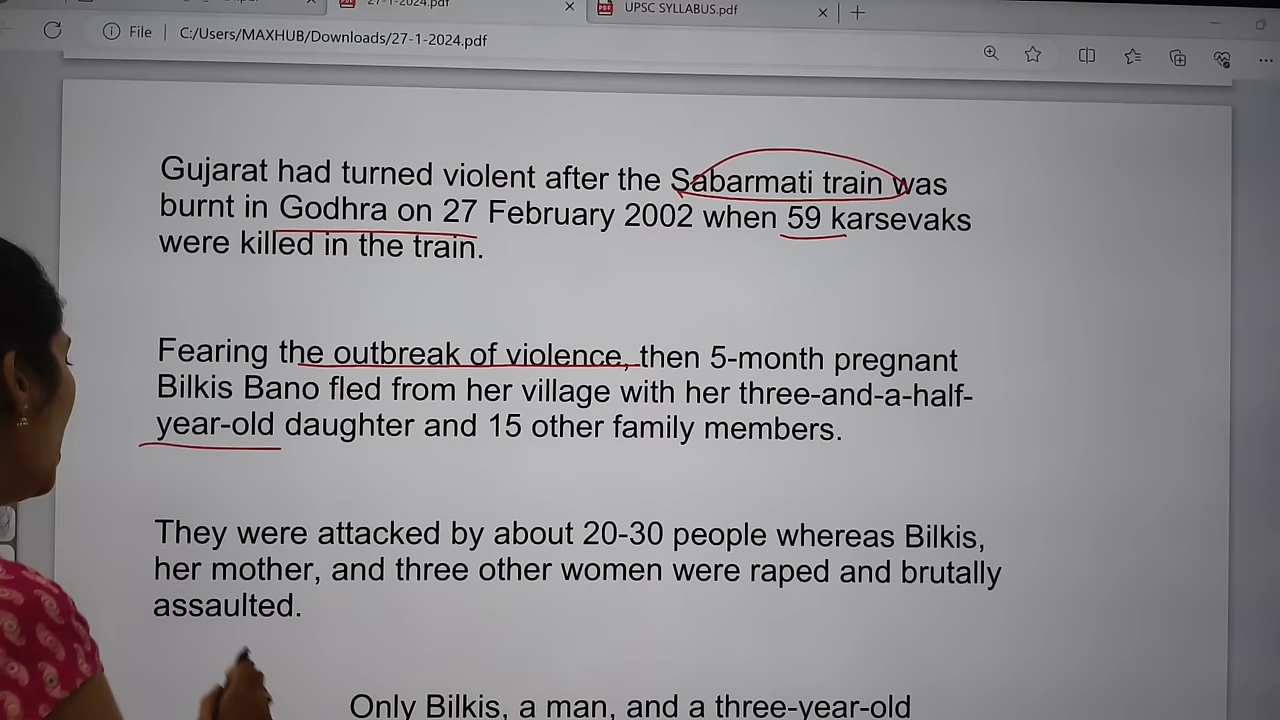 27-1-2024.pdf
UPSC SYLLABUS.pdf
File
C:/Users/MAXHUB/Downloads/27-1-2024.pdf
Gujarat had turned violent after the Sabarmati train was
burnt in Godhra on 27 February 2002 when 59 karsevaks
were killed in the train.
Fearing the outbreak of violence, then 5-month pregnant
Bilkis Bano fled from her village with her three-and-a-half-
year-old daughter and 15 other family members.
They were attacked by about 20-30 people whereas Bilkis,
her mother, and three other women were raped and brutally
assaulted.
Only Bilkis, a man, and a three-year-old